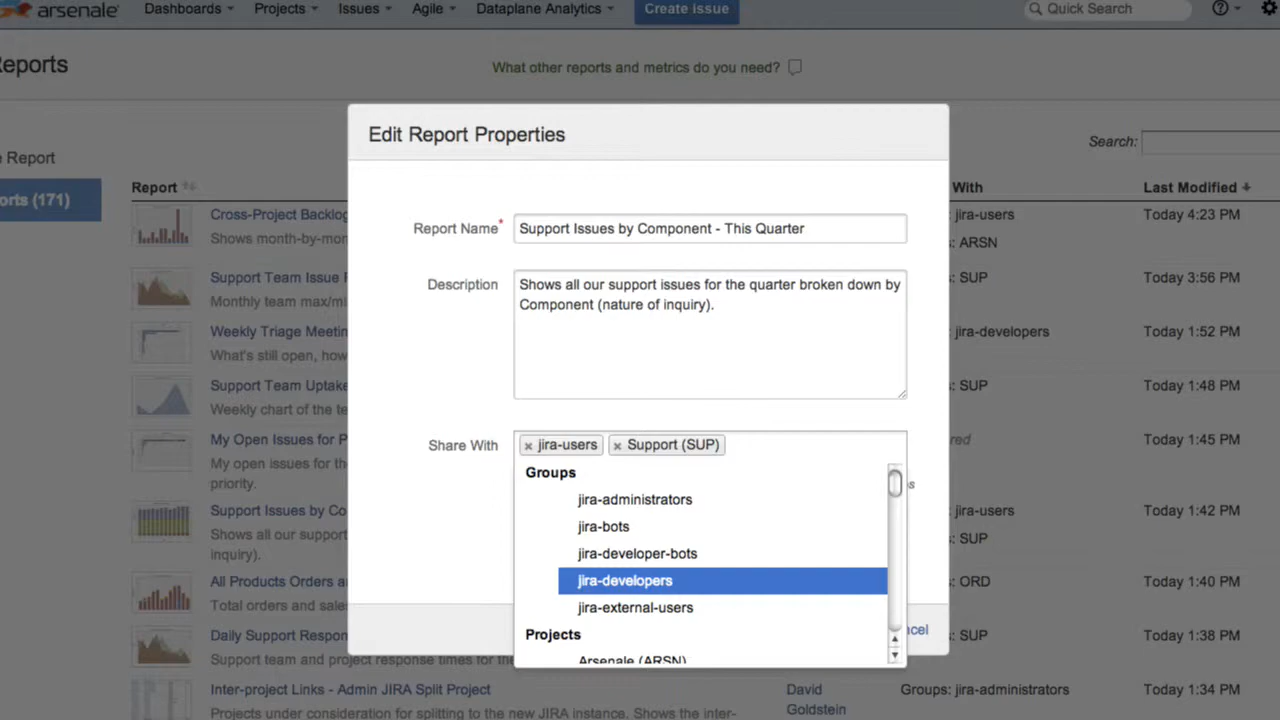 arsenale Dashboards Projects Issues Agile Dataplane Analytics Create Issue Quick Search
Reports
What other reports and metrics do you need?
Edit Report Properties
Search:
Report
orts (171)
Report With Last Modified
Report Name* Support Issues by Component - This Quarter
Cross-Project Backlog jira-users Today 4:23 PM
Shows month-by-mon ARSN
Support Team Issue : SUP Today 3:56 PM
Monthly team max/mi
Description Shows all our support issues for the quarter broken down by
Component (nature of inquiry).
Weekly Triage Meetin : jira-developers Today 1:52 PM
What's still open, how
Support Team Uptake : SUP Today 1:48 PM
Weekly chart of the te
My Open Issues for P red Today 1:45 PM
My open issues for th
priority.
Share With × jira-users × Support (SUP)
Groups
jira-administrators
jira-bots
jira-developer-bots
jira-developers
jira-external-users
Projects
Arsenale (ARSN)
Support Issues by Co : jira-users Today 1:42 PM
Shows all our support : SUP
inquiry).
All Products Orders a : ORD Today 1:40 PM
Total orders and sales
ncel
Daily Support Respon : SUP Today 1:38 PM
Support team and project response times for the
Inter-project Links - Admin JIRA Split Project David Groups: jira-administrators Today 1:34 PM
Projects under consideration for splitting to the new JIRA instance. Shows the inter- Goldstein